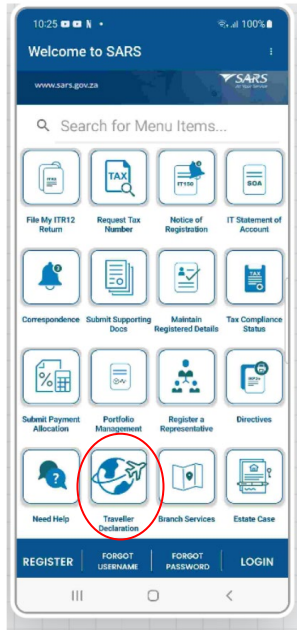 10:25
100%
Welcome to SARS
www.sars.gov.za
SARS
Search for Menu Items...
TAX
IT150
SOA
File My ITR12
Return
Request Tax
Number
Notice of
Registration
IT Statement of
Account
TAX
Correspondence
Submit Supporting
Docs
Maintain
Registered Details
Tax Compliance
Status
Submit Payment
Allocation
Portfolio
Management
Register a
Representative
Directives
Need Help
Traveller
Declaration
Branch Services
Estate Case
REGISTER
FORGOT
USERNAME
FORGOT
PASSWORD
LOGIN